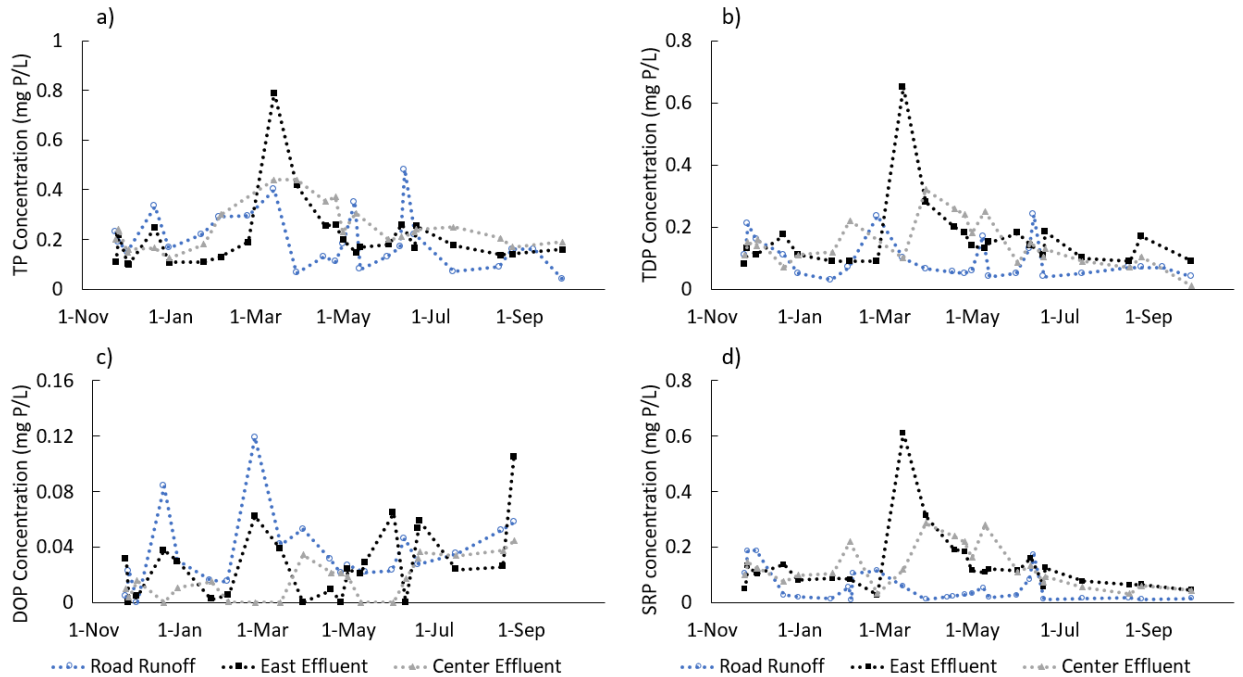 a)
TP Concentration (mg P/L)
1
0.8
0.6
0.4
0.2
0
1-Nov 1-Jan 1-Mar 1-May 1-Jul 1-Sep
b)
TDP Concentration (mg P/L)
0.8
0.6
0.4
0.2
0
1-Nov 1-Jan 1-Mar 1-May 1-Jul 1-Sep
c)
DOP Concentration (mg P/L)
0.16
0.12
0.08
0.04
0
1-Nov 1-Jan 1-Mar 1-May 1-Jul 1-Sep
Road Runoff East Effluent Center Effluent
d)
SRP concentration (mg P/L)
0.8
0.6
0.4
0.2
0
1-Nov 1-Jan 1-Mar 1-May 1-Jul 1-Sep
Road Runoff East Effluent Center Effluent